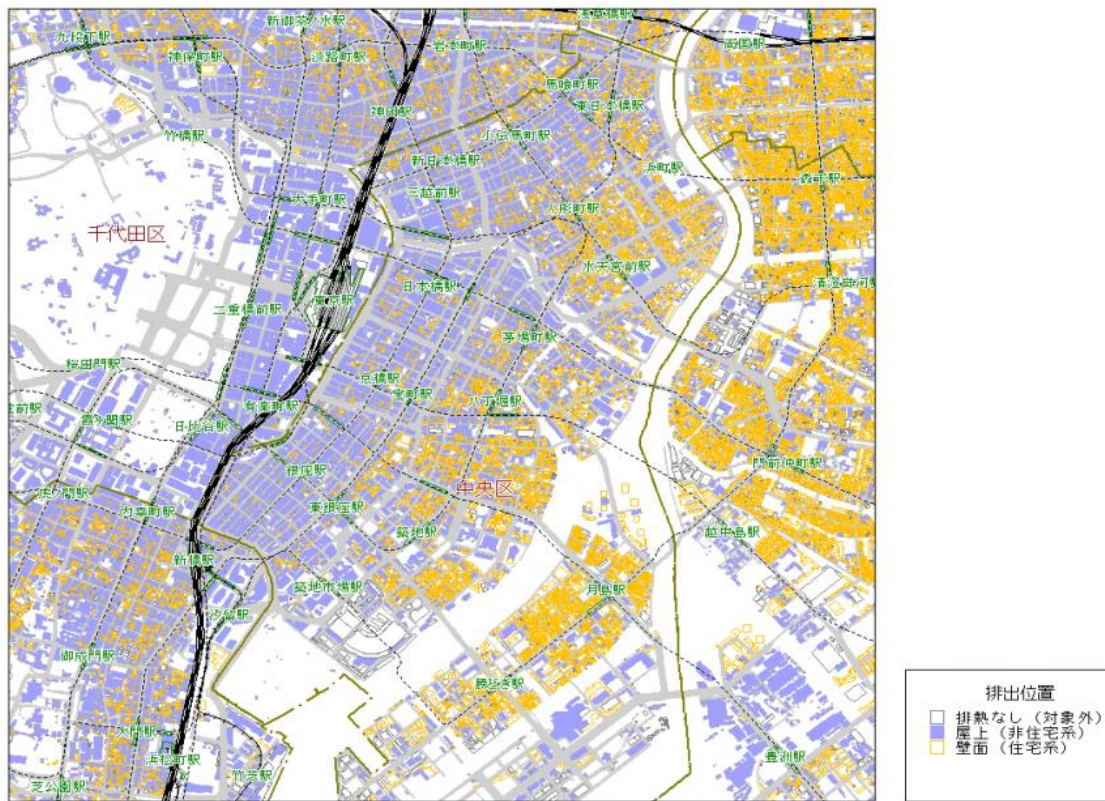 新御茶ノ水駅
浅草橋駅
九段下駅
神保町駅
淡路町駅
岩本町駅
両国駅
馬喰町駅
東日本橋駅
神田駅
竹橋駅
小伝馬町駅
新日本橋駅
浜町駅
森下駅
三越前駅
大手町駅
人形町駅
千代田区
水天宮前駅
日本橋駅
清澄白河駅
東京駅
二重橋前駅
茅場町駅
桜田門駅
京橋駅
宝町駅
八丁堀駅
有楽町駅
霞ヶ関駅
日比谷駅
門前仲町駅
銀座駅
中央区
虎ノ門駅
内幸町駅
東銀座駅
築地駅
越中島駅
新橋駅
築地市場駅
月島駅
汐留駅
御成門駅
勝どき駅
大門駅
浜松町駅
竹芝駅
豊洲駅
芝公園駅
排出位置
排熱なし（対象外）
屋上（非住宅系）
壁面（住宅系）